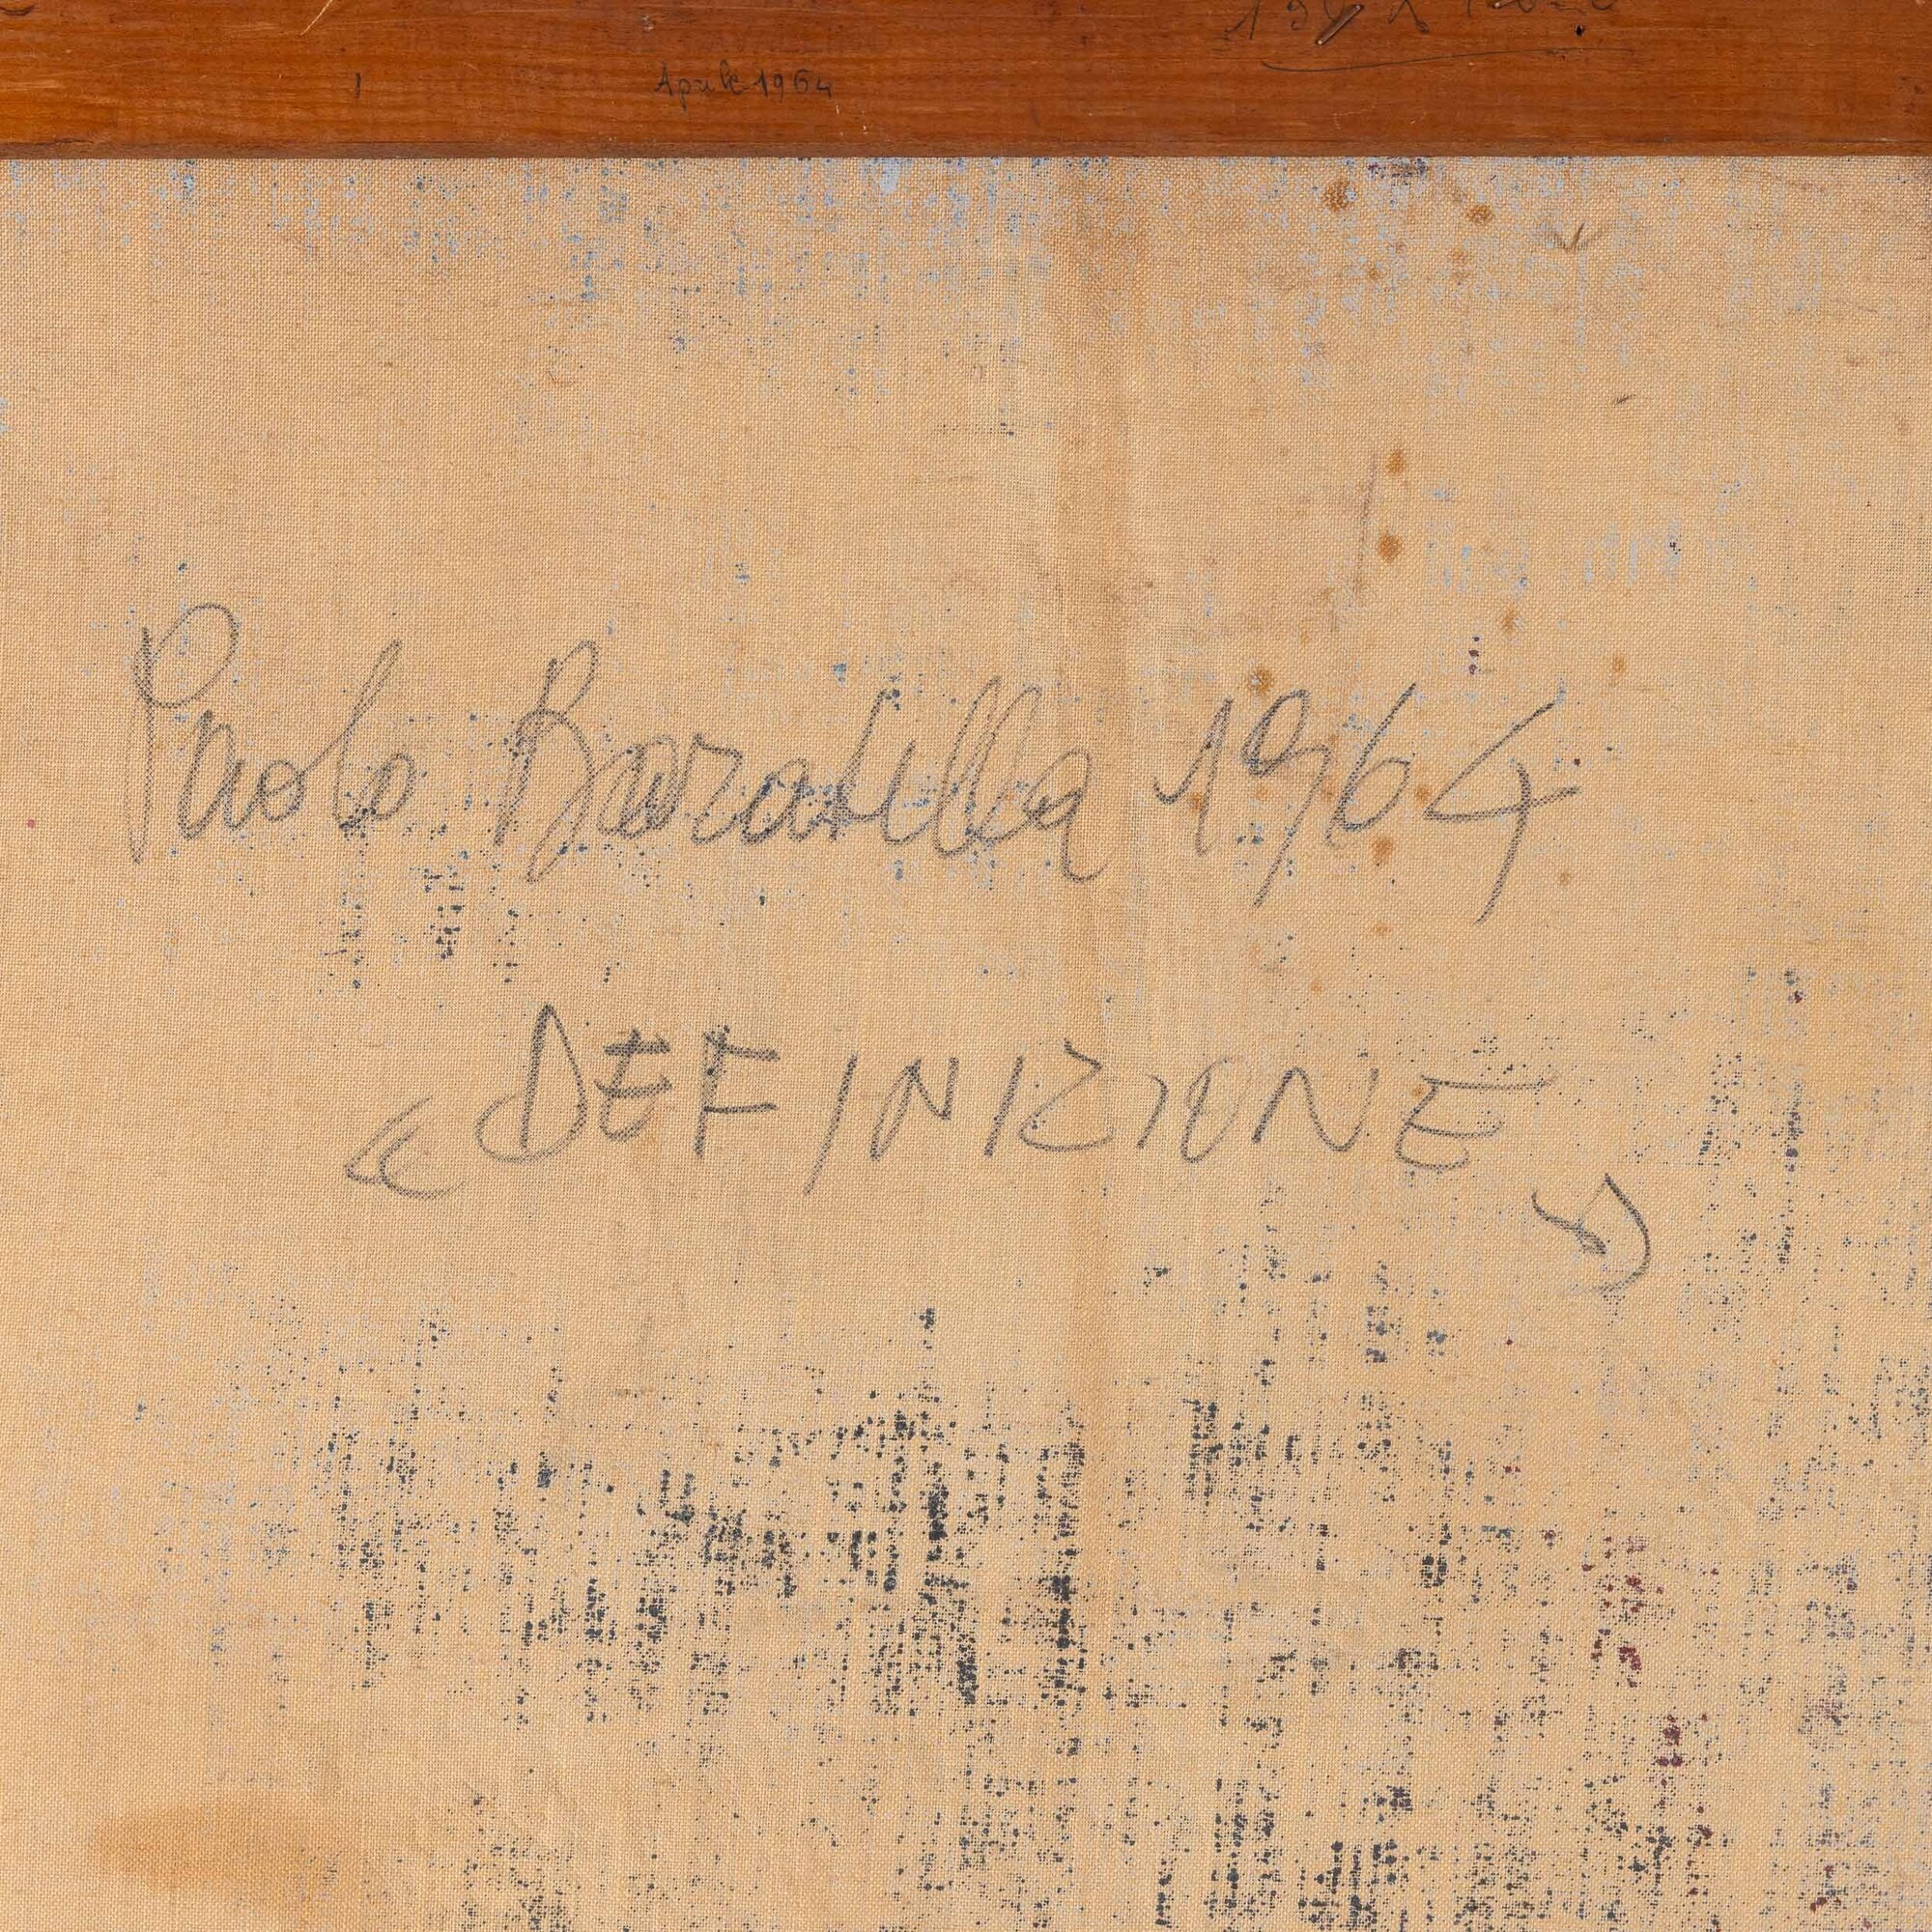 Aprile 1964
Paolo Baratella 1964
"DEFINIZIONE"